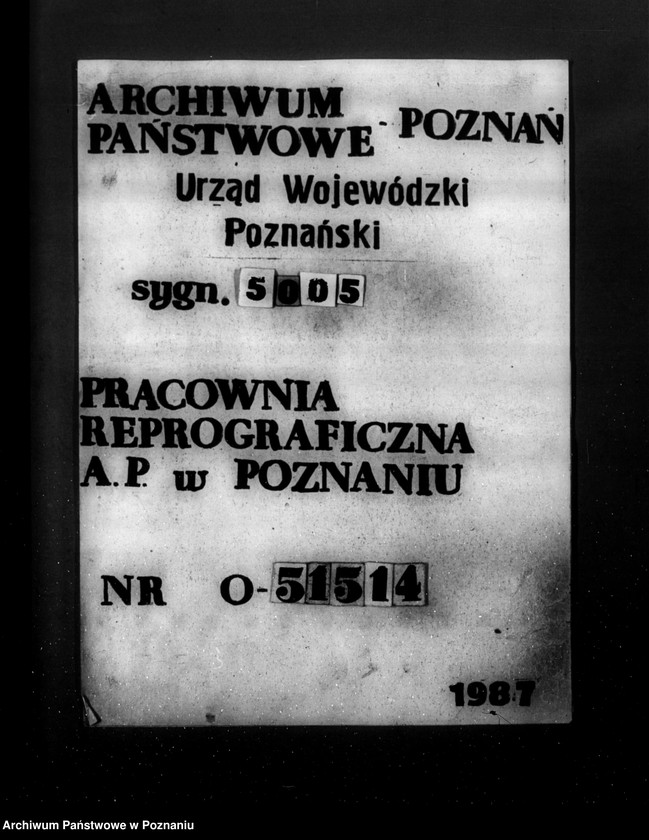 ARCHIWUM
PAŃSTWOWE - POZNAŃ
Urząd Wojewódzki
Poznański
sygn. 5005
PRACOWNIA
REPROGRAFICZNA
A.P. w POZNANIU
NR O-51514
1987
Archiwum Państwowe w Poznaniu